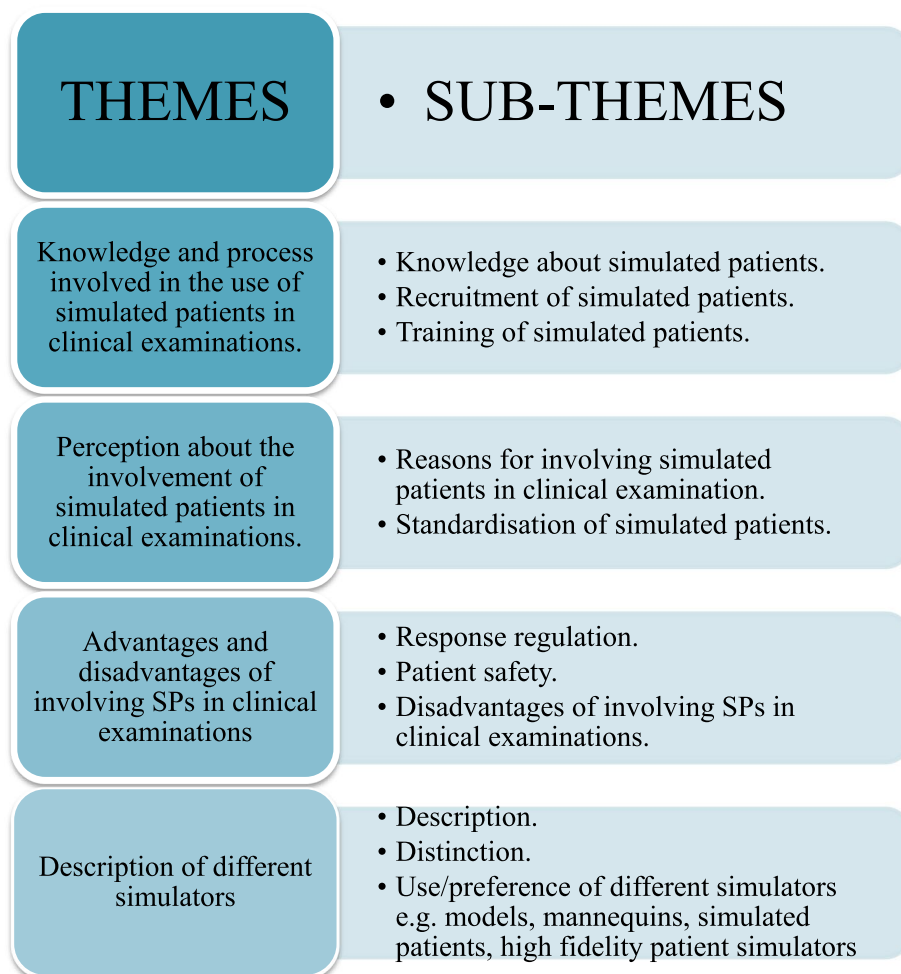 THEMES
• SUB-THEMES
Knowledge and process
involved in the use of
simulated patients in
clinical examinations.
• Knowledge about simulated patients.
• Recruitment of simulated patients.
• Training of simulated patients.
Perception about the
involvement of
simulated patients in
clinical examinations.
• Reasons for involving simulated
patients in clinical examination.
• Standardisation of simulated patients.
Advantages and
disadvantages of
involving SPs in clinical
examinations
• Response regulation.
• Patient safety.
• Disadvantages of involving SPs in
clinical examinations.
Description of different
simulators
• Description.
• Distinction.
• Use/preference of different simulators
e.g. models, mannequins, simulated
patients, high fidelity patient simulators